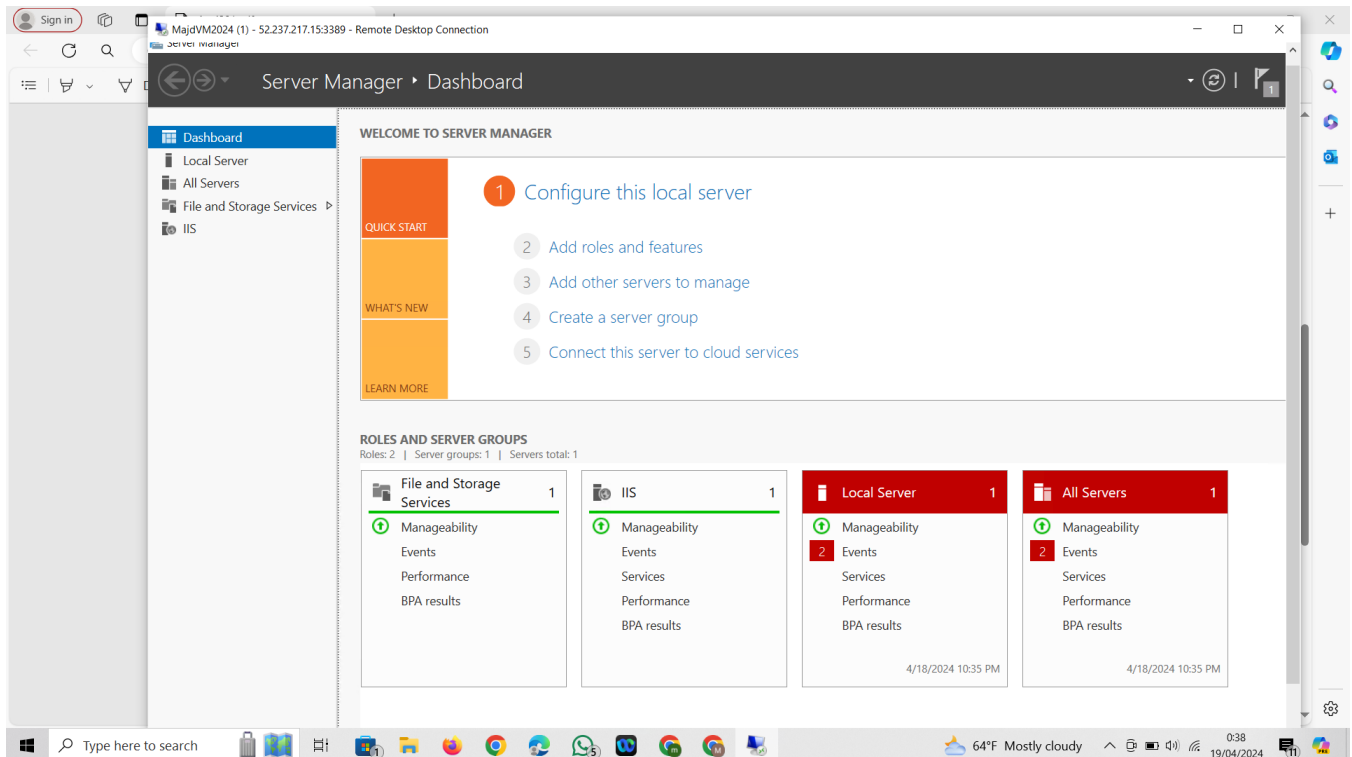 Sign in
MajdVM2024 (1) - 52.237.217.15:3389 - Remote Desktop Connection
Server Manager
Server Manager • Dashboard
1
Dashboard
Local Server
All Servers
File and Storage Services
IIS
WELCOME TO SERVER MANAGER
QUICK START
WHAT'S NEW
LEARN MORE
1 Configure this local server
2 Add roles and features
3 Add other servers to manage
4 Create a server group
5 Connect this server to cloud services
ROLES AND SERVER GROUPS
Roles: 2 | Server groups: 1 | Servers total: 1
File and Storage
Services 1
Manageability
Events
Performance
BPA results
IIS 1
Manageability
Events
Services
Performance
BPA results
Local Server 1
Manageability
2 Events
Services
Performance
BPA results
4/18/2024 10:35 PM
All Servers 1
Manageability
2 Events
Services
Performance
BPA results
4/18/2024 10:35 PM
Type here to search
1
5
64°F Mostly cloudy
0:38
19/04/2024
11
PRE